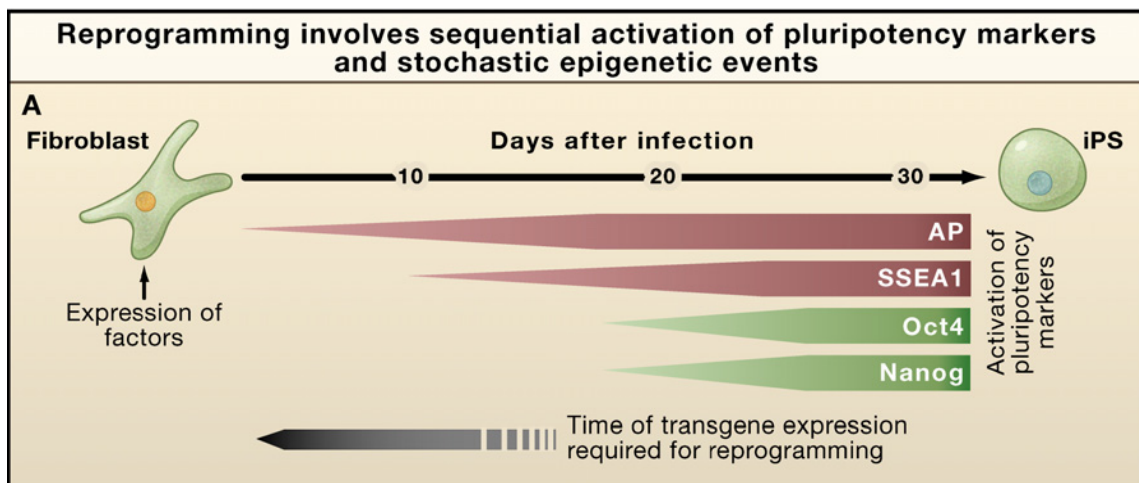 Reprogramming involves sequential activation of pluripotency markers
and stochastic epigenetic events
A
Fibroblast
Days after infection
iPS
10
20
30
AP
SSEA1
Oct4
Nanog
Activation of
pluripotency
markers
Expression of
factors
Time of transgene expression
required for reprogramming